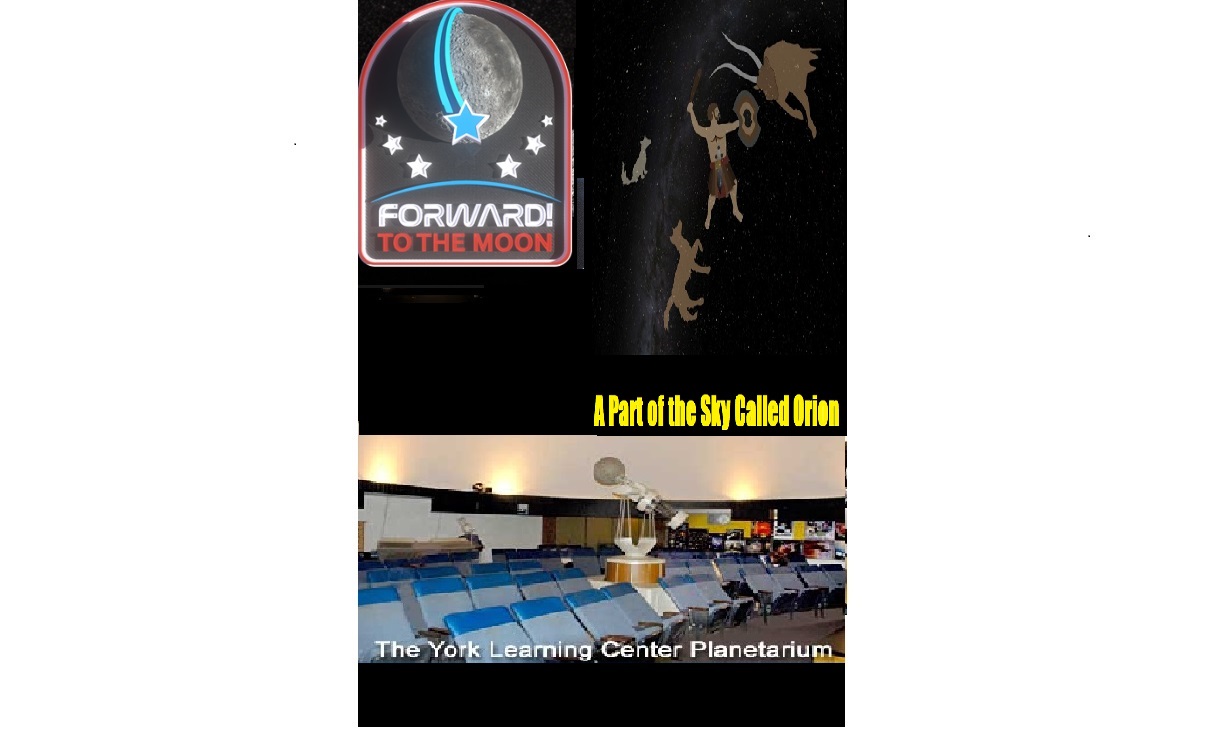 FORWARD!
TO THE MOON
A Part of the Sky Called Orion
The York Learning Center Planetarium